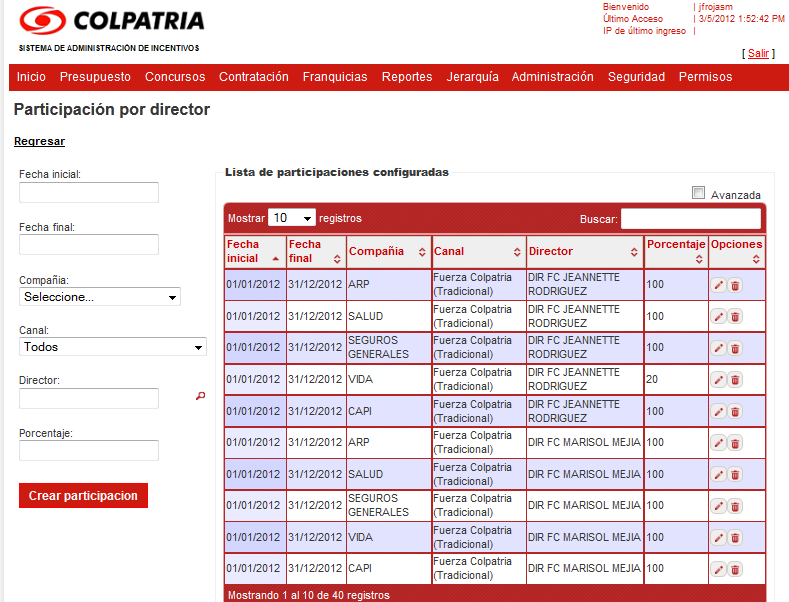 COLPATRIA
SISTEMA DE ADMINISTRACIÓN DE INCENTIVOS
Bienvenido | jfrojasm
Último Acceso | 3/5/2012 1:52:42 PM
IP de último ingreso |
[ Salir ]
Inicio Presupuesto Concursos Contratación Franquicias Reportes Jerarquía Administración Seguridad Permisos
Participación por director
Regresar
Fecha inicial:
Fecha final:
Compañia:
Seleccione...
Canal:
Todos
Director:
Porcentaje:
Crear participacion
Lista de participaciones configuradas
Avanzada
Mostrar 10 registros Buscar:
Fecha inicial Fecha final Compañia Canal Director Porcentaje Opciones
01/01/2012 31/12/2012 ARP Fuerza Colpatria (Tradicional) DIR FC JEANNETTE RODRIGUEZ 100
01/01/2012 31/12/2012 SALUD Fuerza Colpatria (Tradicional) DIR FC JEANNETTE RODRIGUEZ 100
01/01/2012 31/12/2012 SEGUROS GENERALES Fuerza Colpatria (Tradicional) DIR FC JEANNETTE RODRIGUEZ 100
01/01/2012 31/12/2012 VIDA Fuerza Colpatria (Tradicional) DIR FC JEANNETTE RODRIGUEZ 20
01/01/2012 31/12/2012 CAPI Fuerza Colpatria (Tradicional) DIR FC JEANNETTE RODRIGUEZ 100
01/01/2012 31/12/2012 ARP Fuerza Colpatria (Tradicional) DIR FC MARISOL MEJIA 100
01/01/2012 31/12/2012 SALUD Fuerza Colpatria (Tradicional) DIR FC MARISOL MEJIA 100
01/01/2012 31/12/2012 SEGUROS GENERALES Fuerza Colpatria (Tradicional) DIR FC MARISOL MEJIA 100
01/01/2012 31/12/2012 VIDA Fuerza Colpatria (Tradicional) DIR FC MARISOL MEJIA 100
01/01/2012 31/12/2012 CAPI Fuerza Colpatria (Tradicional) DIR FC MARISOL MEJIA 100
Mostrando 1 al 10 de 40 registros